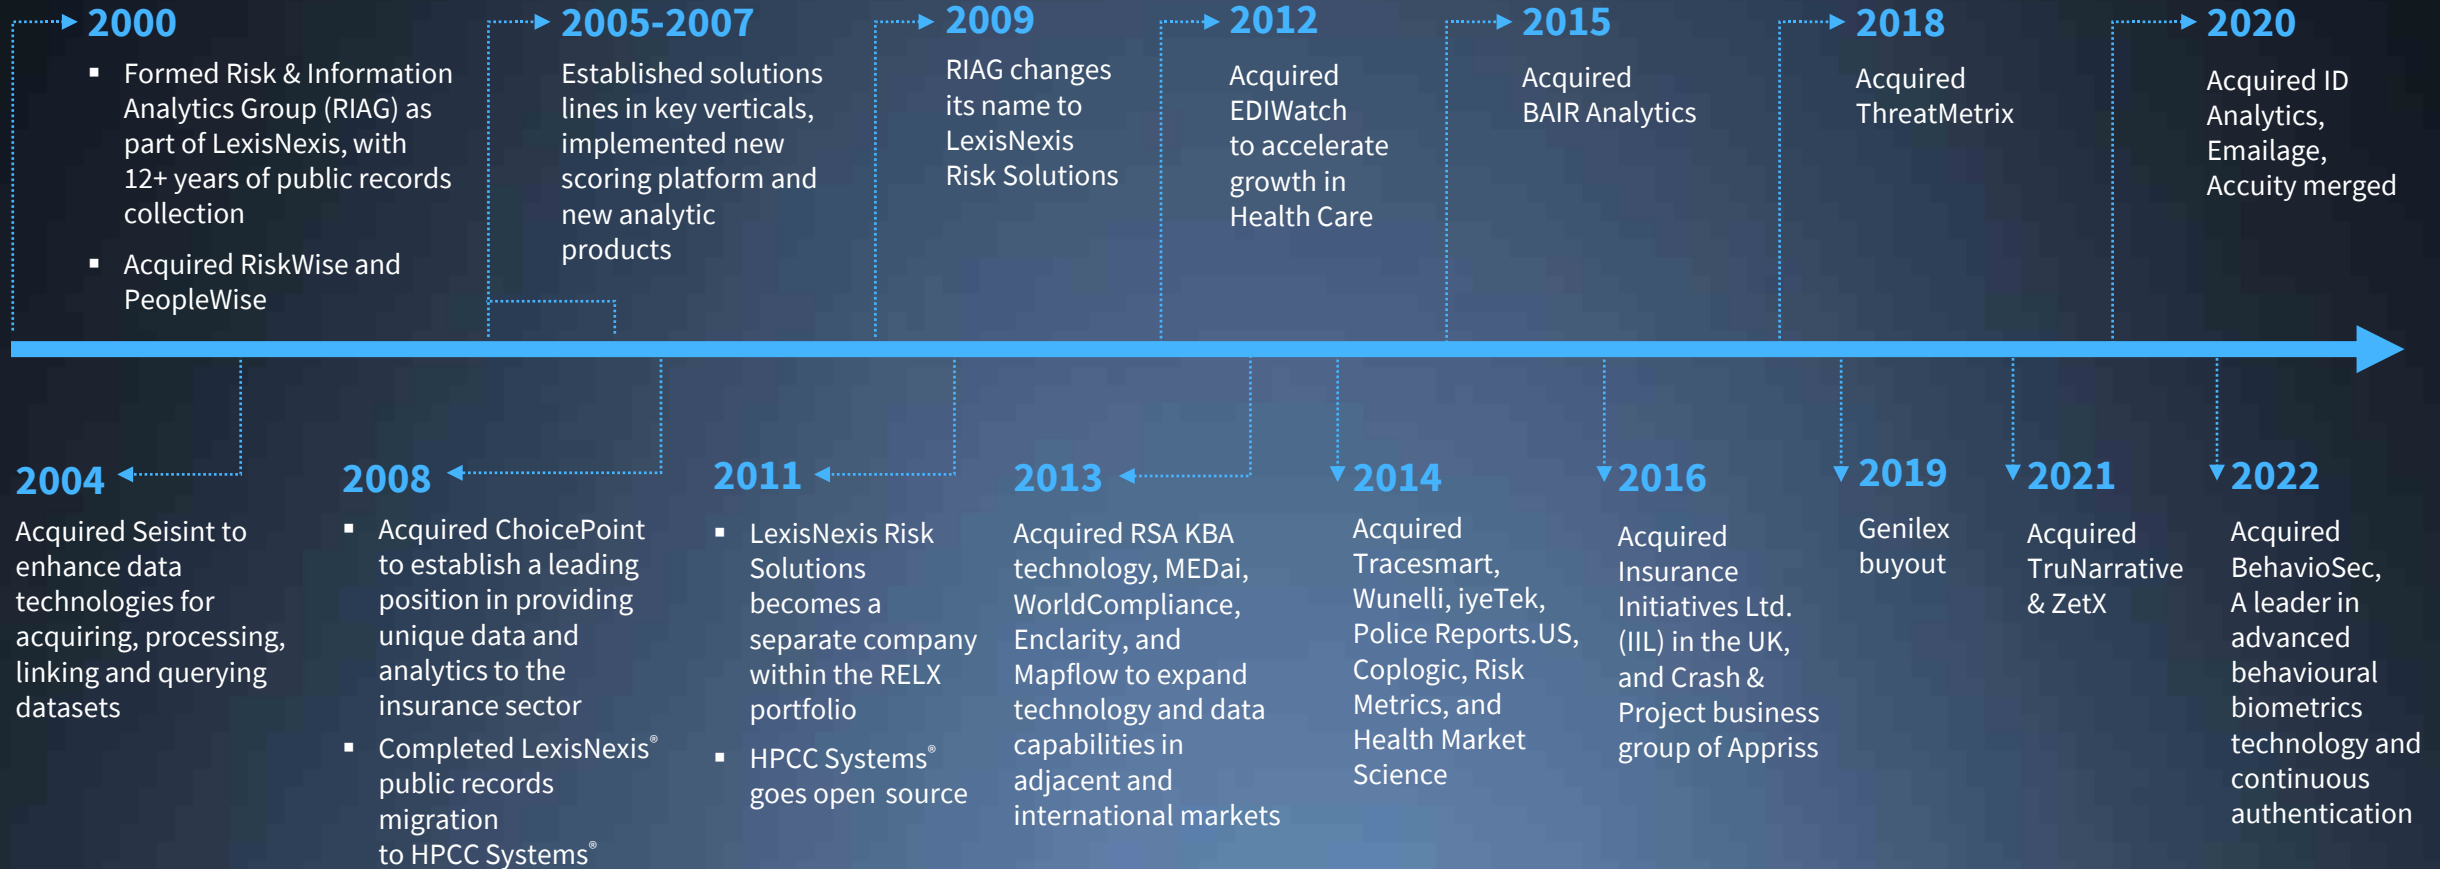 2000
▪ Formed Risk & Information
Analytics Group (RIAG) as
part of LexisNexis, with
12+ years of public records
collection
▪ Acquired RiskWise and
PeopleWise
2005-2007
Established solutions
lines in key verticals,
implemented new
scoring platform and
new analytic
products
2009
RIAG changes
its name to
LexisNexis
Risk Solutions
2012
Acquired
EDIWatch
to accelerate
growth in
Health Care
2015
Acquired
BAIR Analytics
2018
Acquired
ThreatMetrix
2020
Acquired ID
Analytics,
Emailage,
Accuity merged
2004
Acquired Seisint to
enhance data
technologies for
acquiring, processing,
linking and querying
datasets
2008
▪ Acquired ChoicePoint
to establish a leading
position in providing
unique data and
analytics to the
insurance sector
▪ Completed LexisNexis®
public records
migration
to HPCC Systems®
2011
▪ LexisNexis Risk
Solutions
becomes a
separate company
within the RELX
portfolio
▪ HPCC Systems®
goes open source
2013
Acquired RSA KBA
technology, MEDai,
WorldCompliance,
Enclarity, and
Mapflow to expand
technology and data
capabilities in
adjacent and
international markets
2014
Acquired
Tracesmart,
Wunelli, iyeTek,
Police Reports.US,
Coplogic, Risk
Metrics, and
Health Market
Science
2016
Acquired
Insurance
Initiatives Ltd.
(IIL) in the UK,
and Crash &
Project business
group of Appriss
2019
Genilex
buyout
2021
Acquired
TruNarrative
& ZetX
2022
Acquired
BehavioSec,
A leader in
advanced
behavioural
biometrics
technology and
continuous
authentication